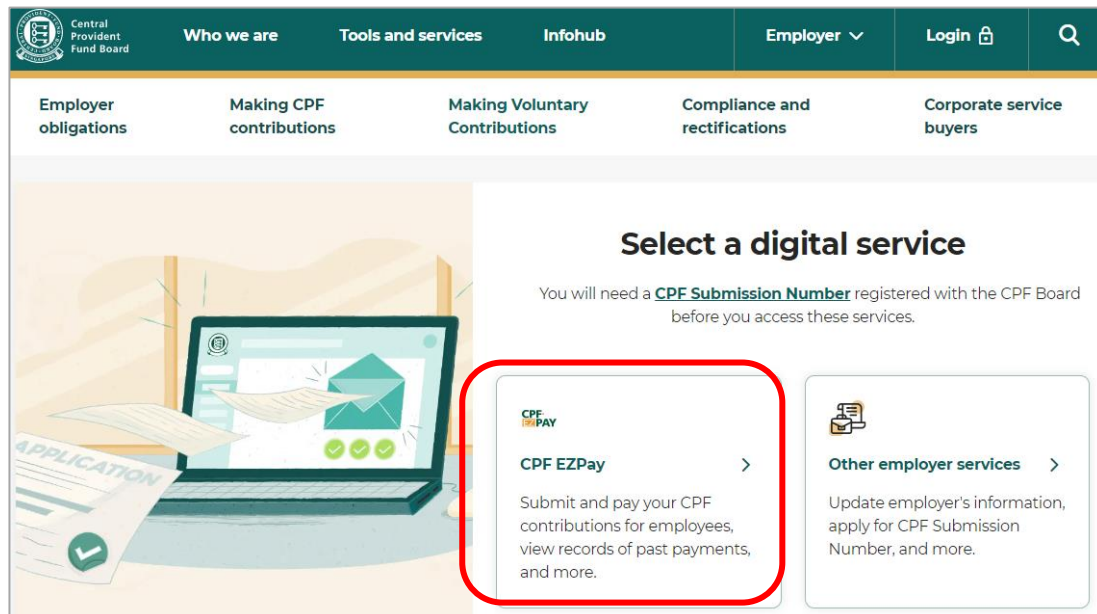 Central
Provident
Fund Board
Who we are
Tools and services
Infohub
Employer
Login
Employer
obligations
Making CPF
contributions
Making Voluntary
Contributions
Compliance and
rectifications
Corporate service
buyers
APPLICATION
Select a digital service
You will need a CPF Submission Number registered with the CPF Board
before you access these services.
CPF
EZPAY
CPF EZPay
Submit and pay your CPF
contributions for employees,
view records of past payments,
and more.
Other employer services
Update employer's information,
apply for CPF Submission
Number, and more.